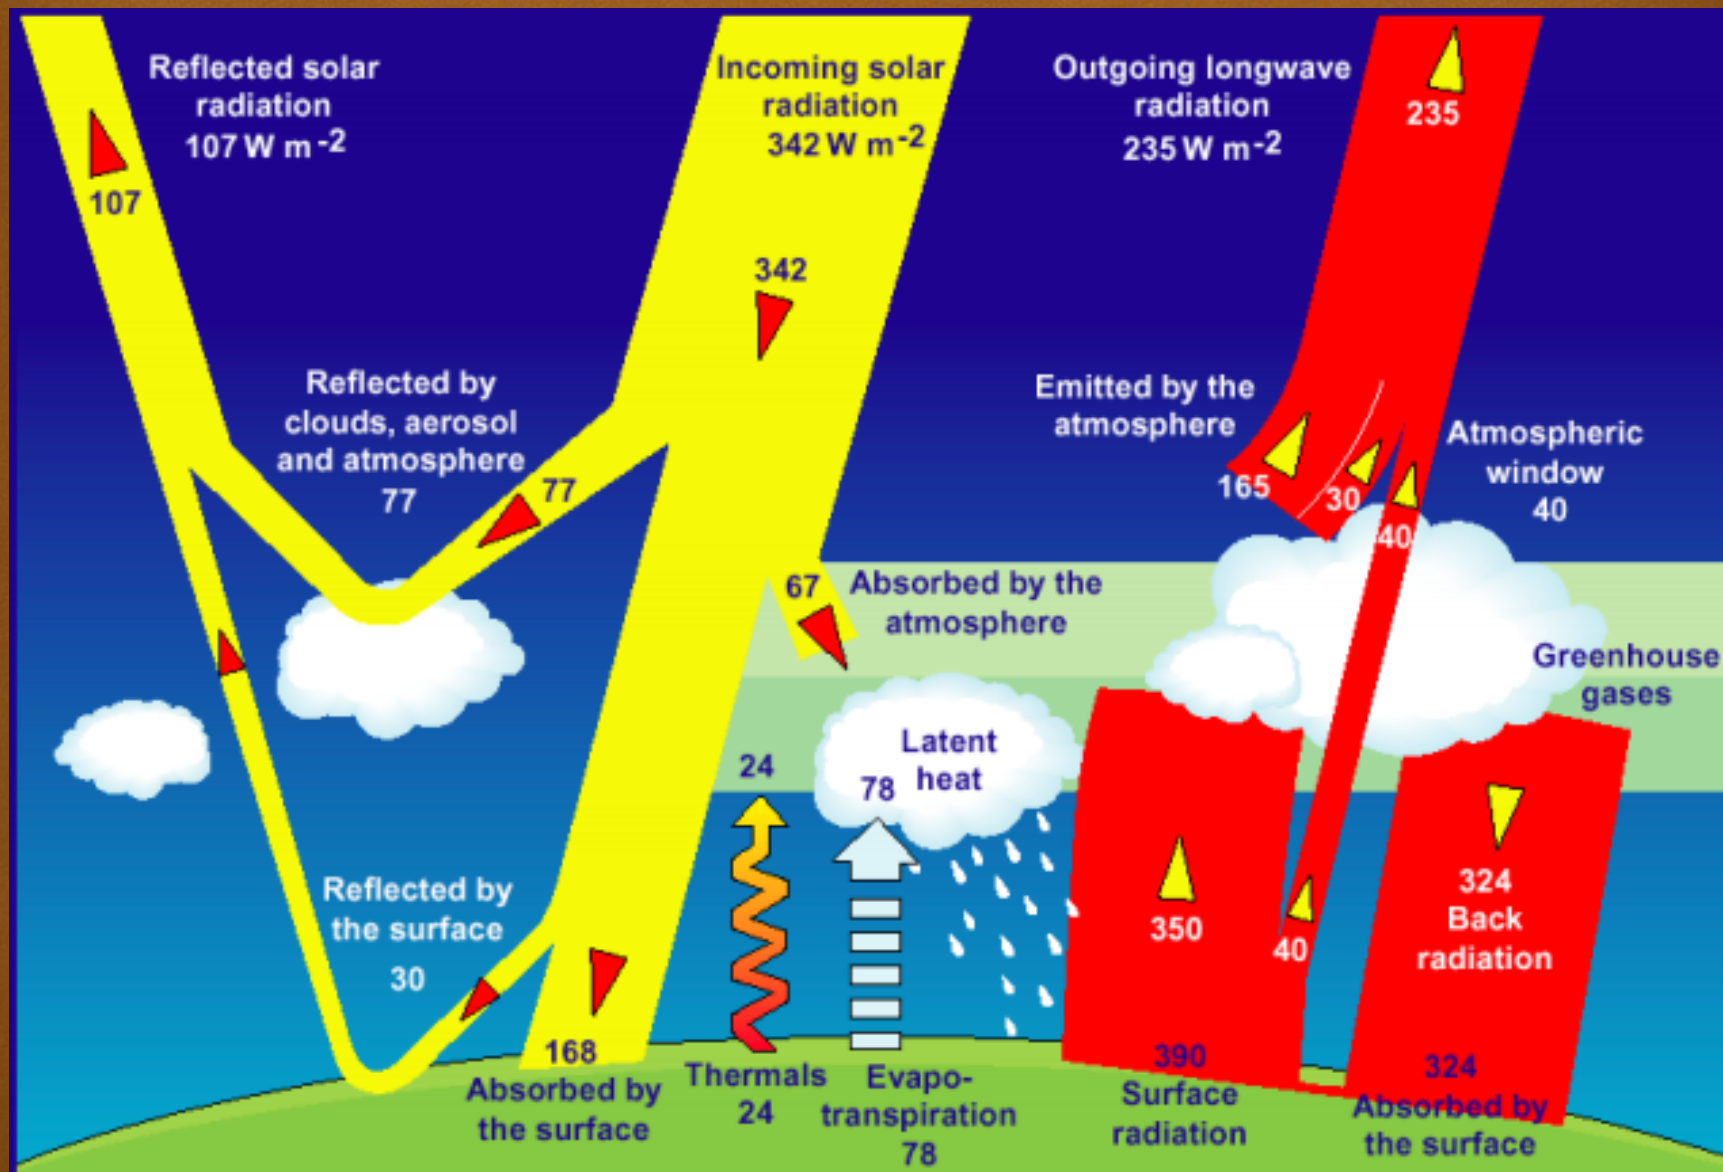 Reflected solar
radiation
107 W m-2
107
Incoming solar
radiation
342 W m-2
342
Outgoing longwave
radiation
235 W m-2
235
Reflected by
clouds, aerosol
and atmosphere
77
77
Emitted by the
atmosphere
165
30
40
Atmospheric
window
40
67
Absorbed by the
atmosphere
Greenhouse
gases
24
Latent
heat
78
Reflected by
the surface
30
350
40
324
Back
radiation
168
Absorbed by
the surface
Thermals
24
Evapo-
transpiration
78
390
Surface
radiation
324
Absorbed by
the surface